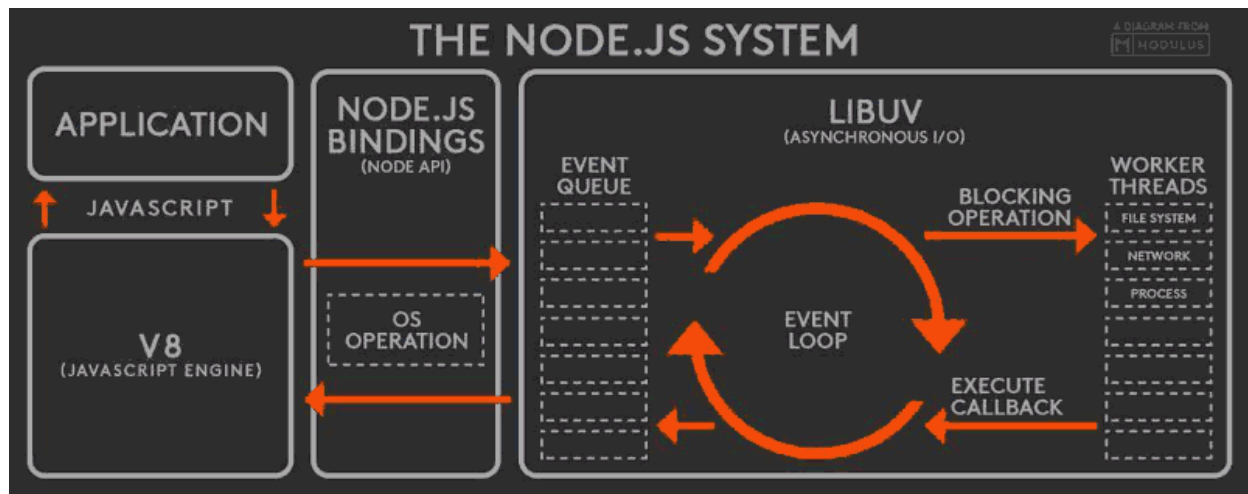 THE NODE.JS SYSTEM
A DIAGRAM FROM
MODULUS
APPLICATION
JAVASCRIPT
V8
(JAVASCRIPT ENGINE)
NODE.JS
BINDINGS
(NODE API)
OS
OPERATION
LIBUV
(ASYNCHRONOUS I/O)
EVENT
QUEUE
EVENT
LOOP
BLOCKING
OPERATION
EXECUTE
CALLBACK
WORKER
THREADS
FILE SYSTEM
NETWORK
PROCESS